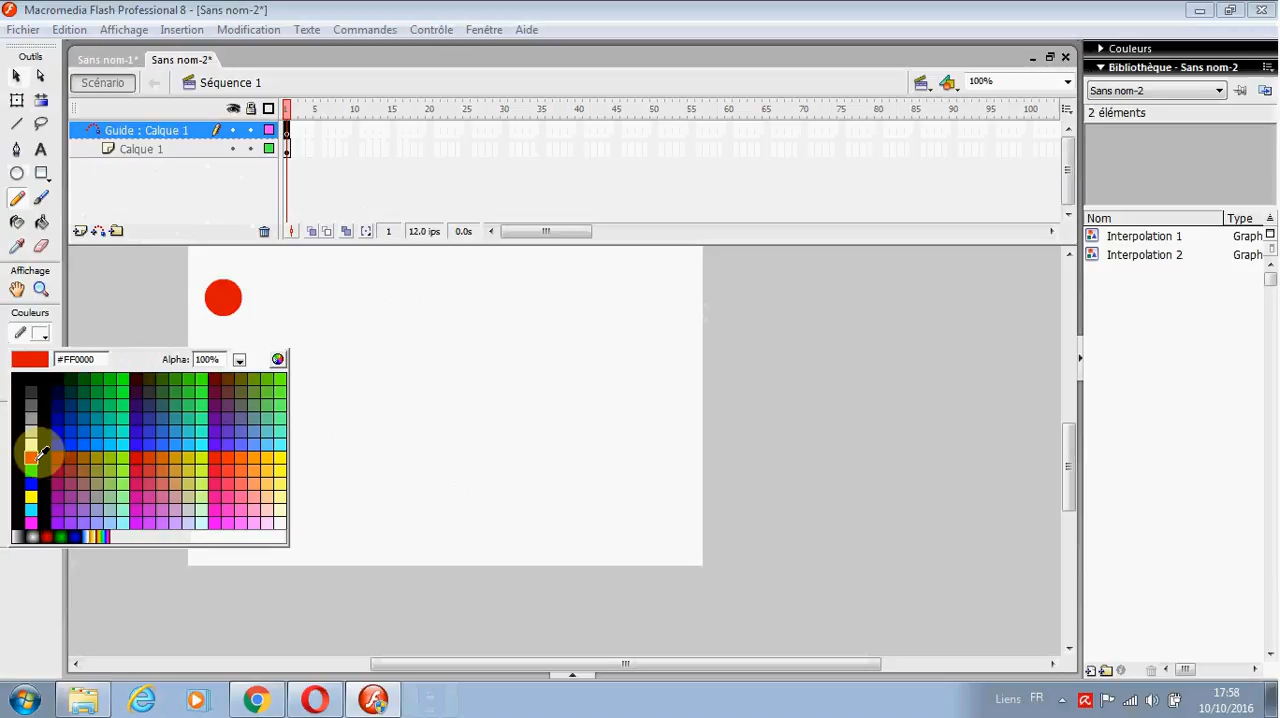 Macromedia Flash Professional 8 - [Sans nom-2*]
Fichier Edition Affichage Insertion Modification Texte Commandes Contrôle Fenêtre Aide
Outils
Sans nom-1* Sans nom-2*
Scénario Séquence 1 100%
1 5 10 15 20 25 30 35 40 45 50 55 60 65 70 75 80 85 90 95 100
Guide : Calque 1
Calque 1
1 12.0 ips 0.0s
Affichage
Couleurs
#FF0000 Alpha: 100%
Couleurs
Bibliothèque - Sans nom-2
Sans nom-2
2 éléments
Nom Type
Interpolation 1 Graph
Interpolation 2 Graph
Liens FR 17:58
10/10/2016